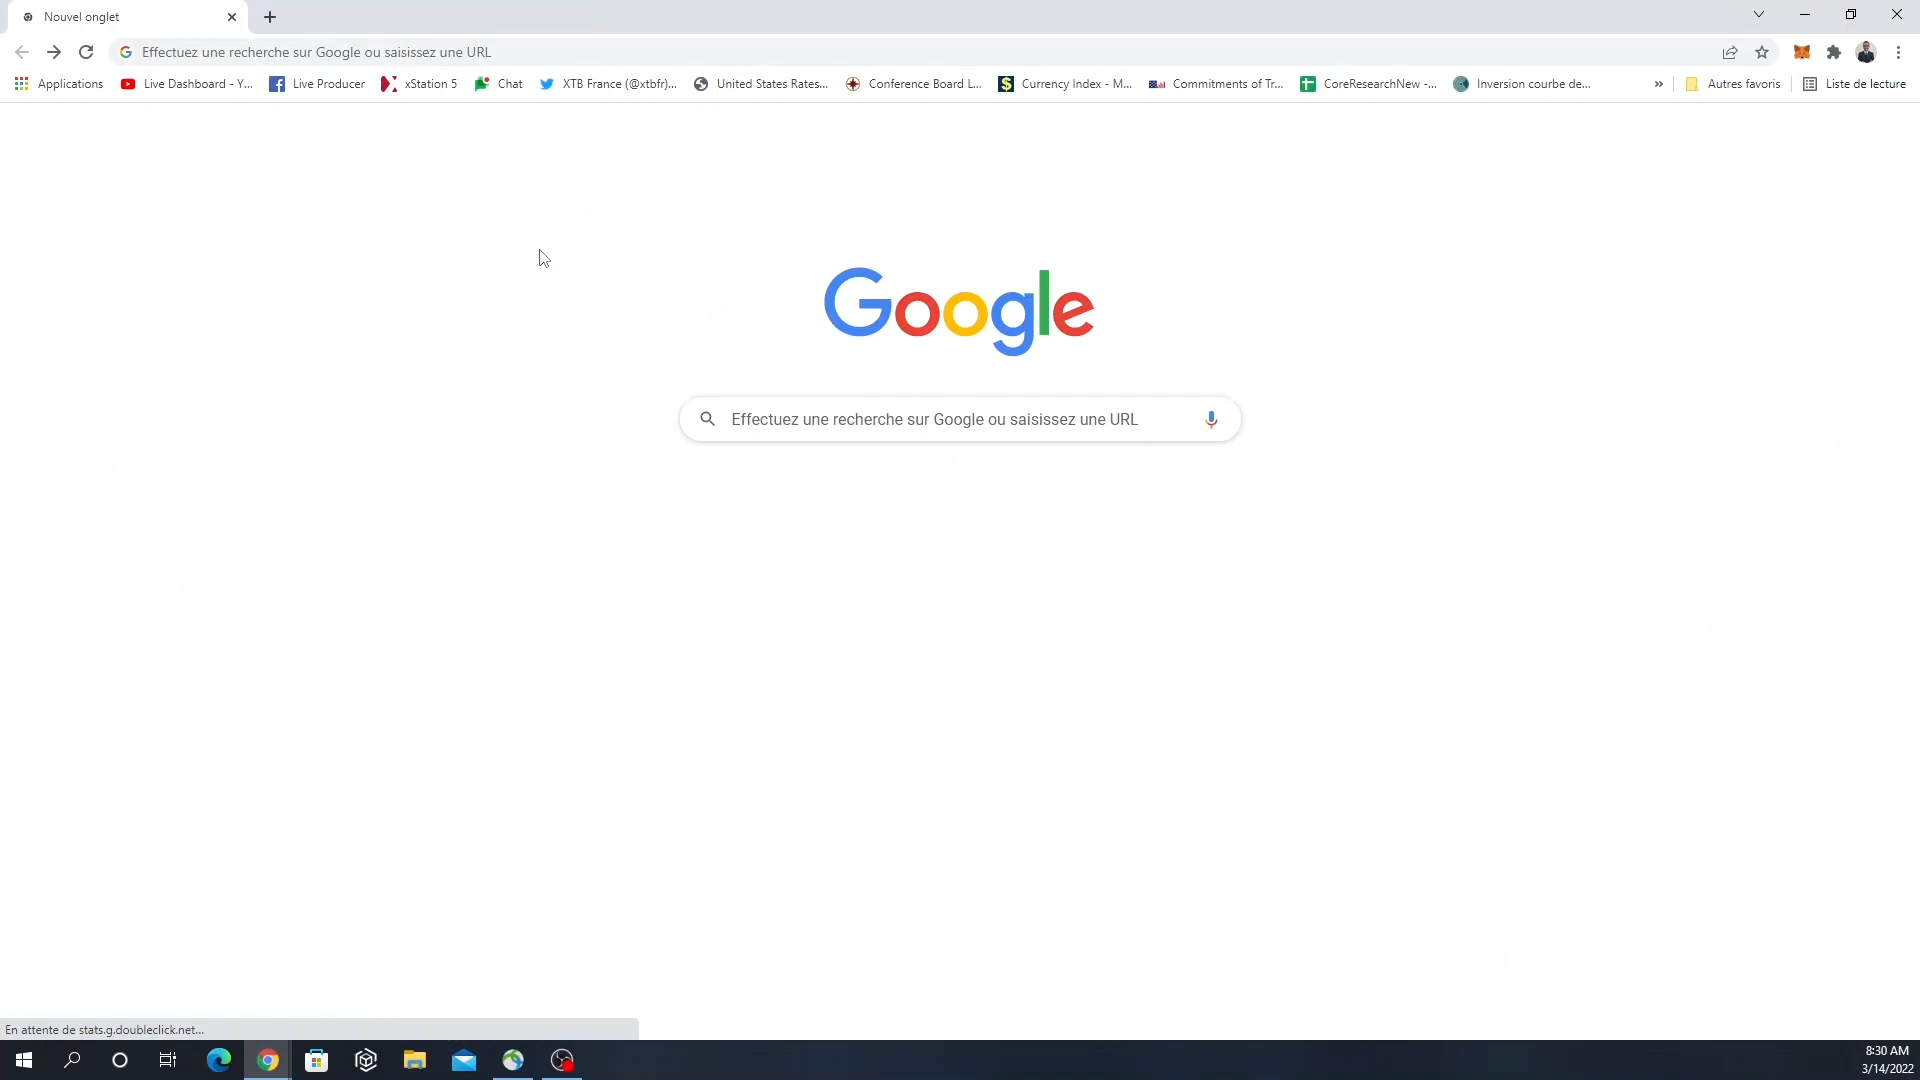 Nouvel onglet
Effectuez une recherche sur Google ou saisissez une URL
Applications Live Dashboard - Y... Live Producer xStation 5 Chat XTB France (@xtbfr)... United States Rates... Conference Board L... Currency Index - M... Commitments of Tr... CoreResearchNew -... Inversion courbe de... » Autres favoris Liste de lecture
Google
Effectuez une recherche sur Google ou saisissez une URL
En attente de stats.g.doubleclick.net...
8:30 AM
3/14/2022